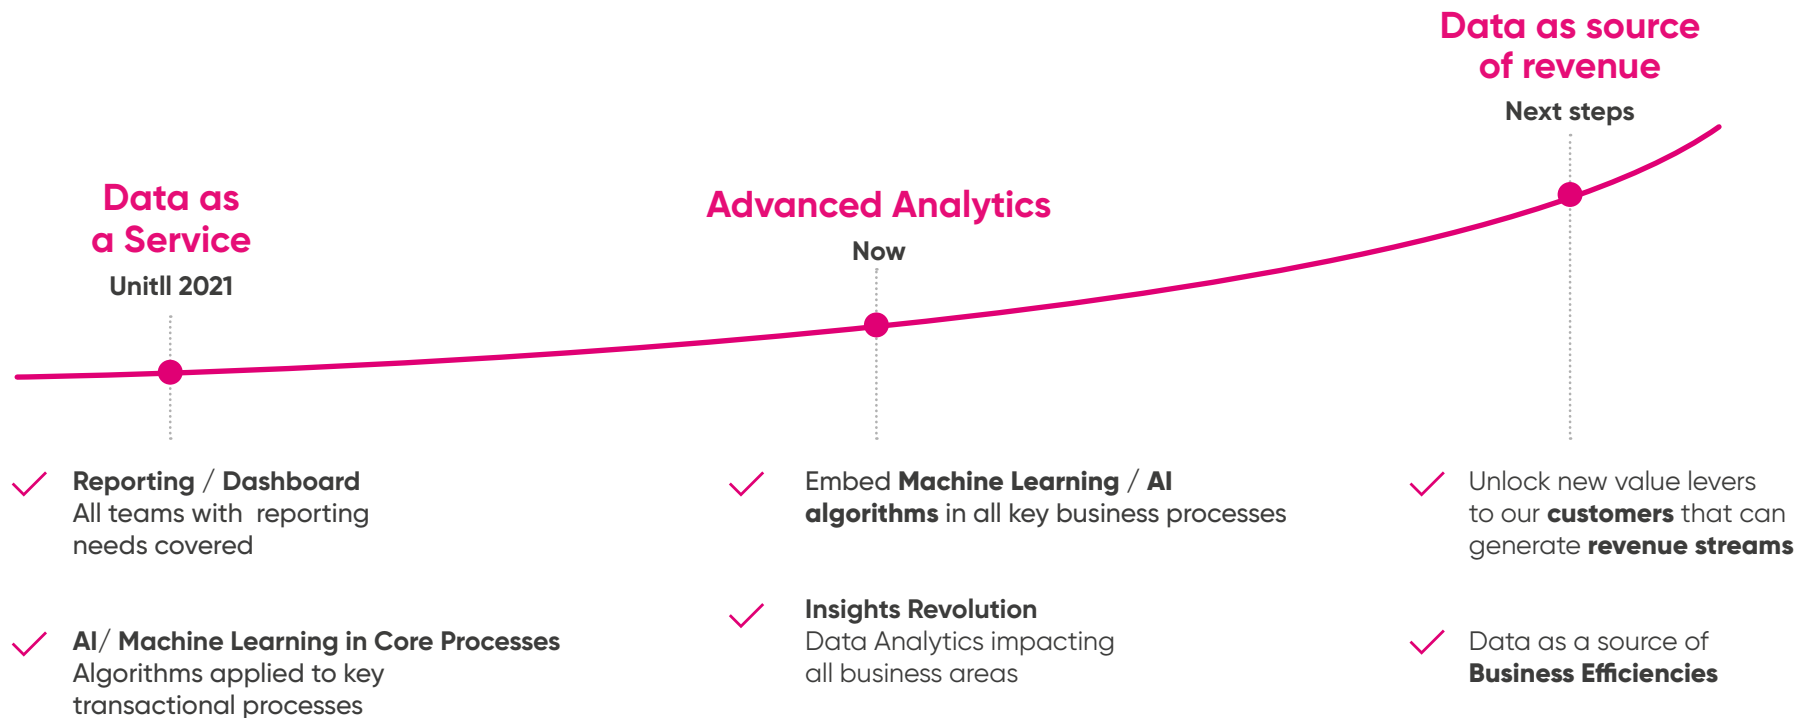 Data as
a Service
Unitll 2021
Reporting / Dashboard
All teams with  reporting
needs covered
AI/ Machine Learning in Core Processes
Algorithms applied to key
transactional processes
Advanced Analytics
Now
Embed Machine Learning / AI
algorithms in all key business processes
Insights Revolution
Data Analytics impacting
all business areas
Data as source
of revenue
Next steps
Unlock new value levers
to our customers that can
generate revenue streams
Data as a source of
Business Efficiencies